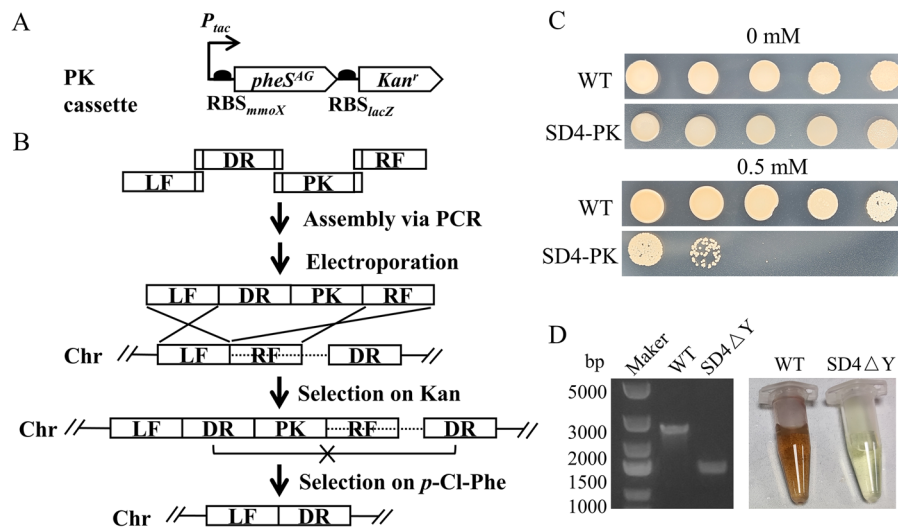 A
P_tac
PK
cassette
pheS^AG
Kan^r
RBS_mmoX
RBS_lacZ
B
DR
RF
LF
PK
Assembly via PCR
Electroporation
LF DR PK RF
Chr
LF RF DR
Selection on Kan
Chr
LF DR PK RF DR
Selection on p-Cl-Phe
Chr
LF DR
C
0 mM
WT
SD4-PK
0.5 mM
WT
SD4-PK
D
bp
Maker
WT
SD4△Y
5000
3000
2000
1500
1000
WT
SD4△Y